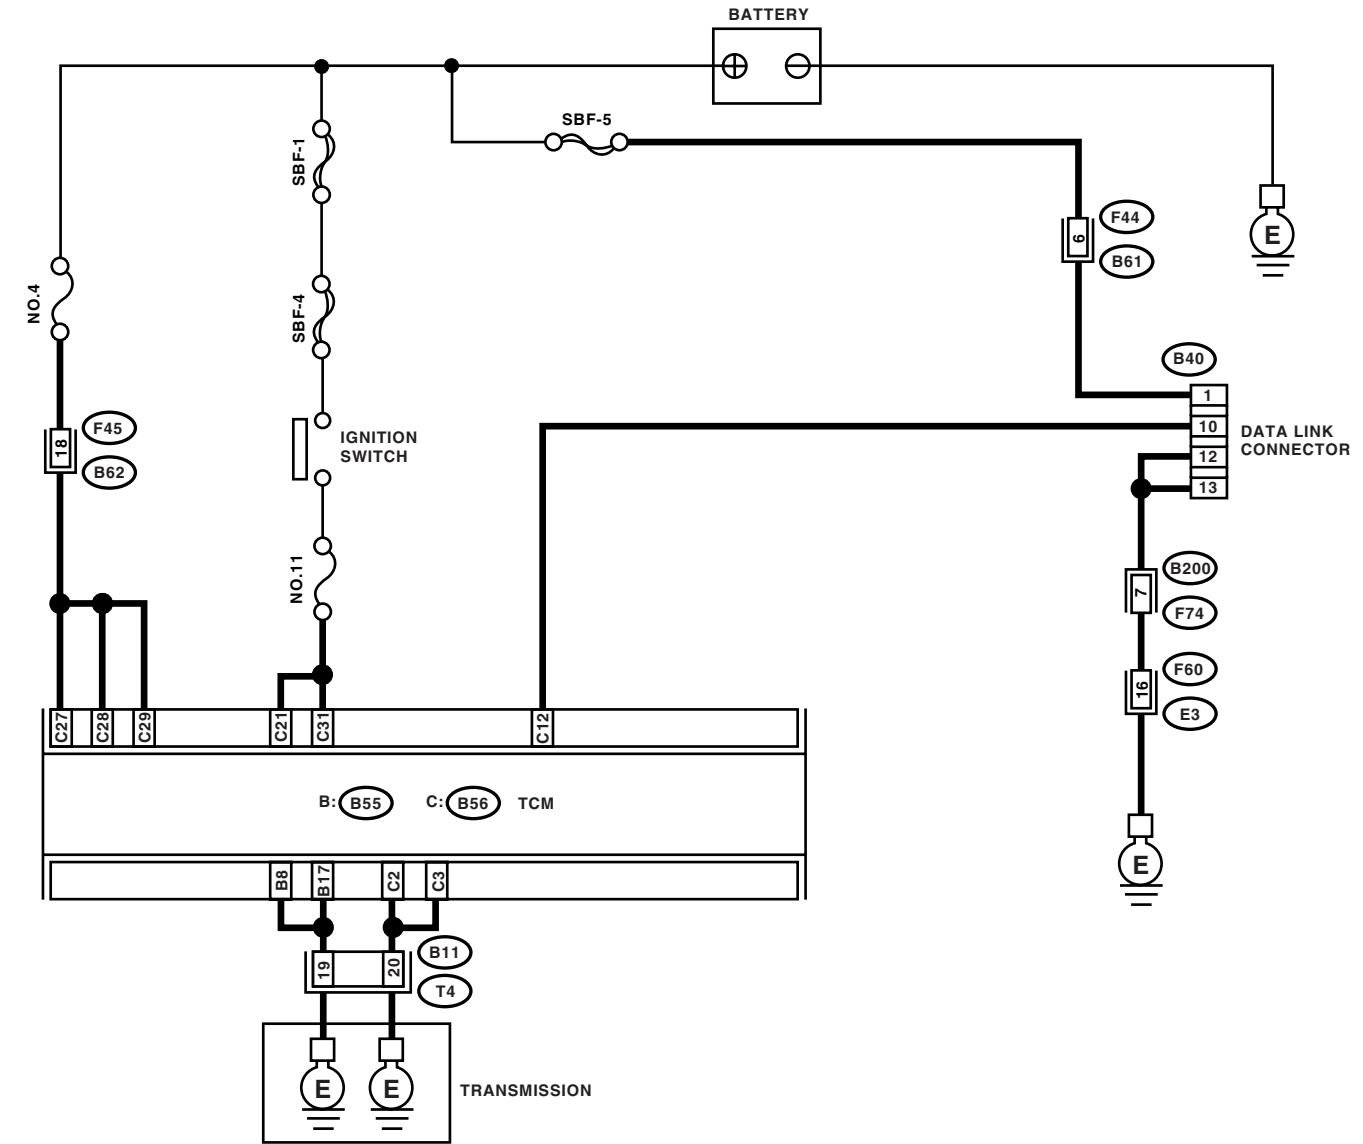 BATTERY
SBF-5
SBF-1
F44
6
E
B61
NO.4
SBF-4
B40
1
F45
10
IGNITION
SWITCH
DATA LINK
CONNECTOR
18
12
B62
13
NO.11
B200
7
F74
F60
16
E3
C27
C28
C29
C21
C31
C12
B:
B55
C:
B56
TCM
E
B8
B17
C2
C3
B11
19
20
T4
E
E
TRANSMISSION